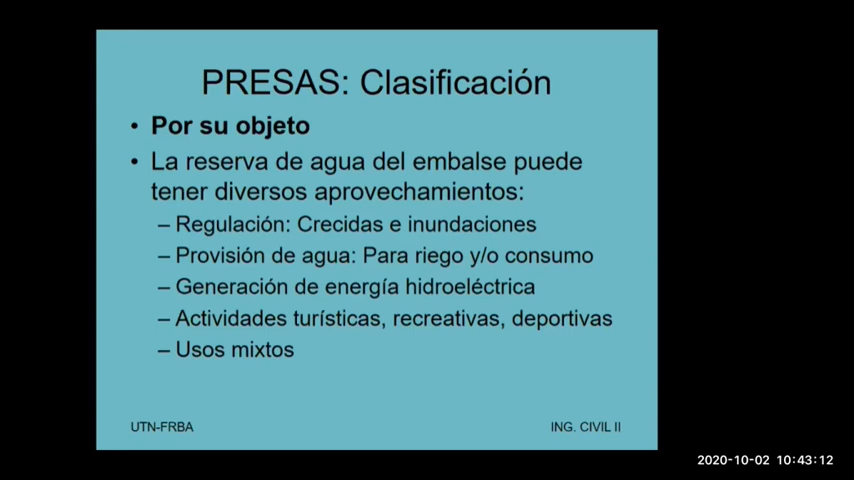 PRESAS: Clasificación
• Por su objeto
• La reserva de agua del embalse puede
tener diversos aprovechamientos:
– Regulación: Crecidas e inundaciones
– Provisión de agua: Para riego y/o consumo
– Generación de energía hidroeléctrica
– Actividades turísticas, recreativas, deportivas
– Usos mixtos
UTN-FRBA
ING. CIVIL II
2020-10-02 10:43:12